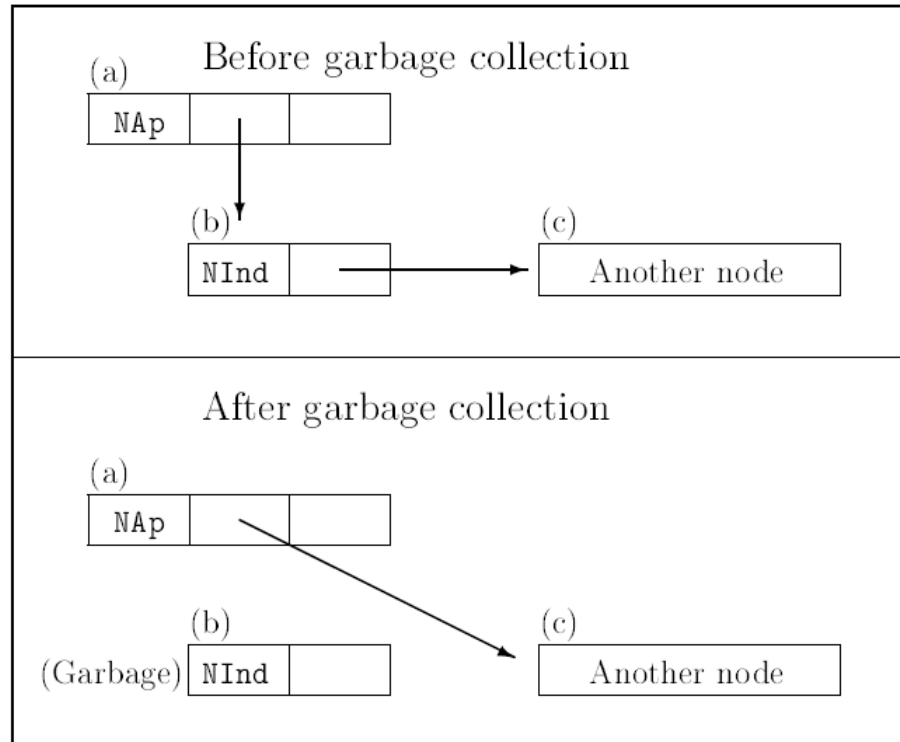 Before garbage collection
(a)
NAp
(b)
(c)
NInd
Another node
After garbage collection
(a)
NAp
(b)
(c)
(Garbage)
NInd
Another node